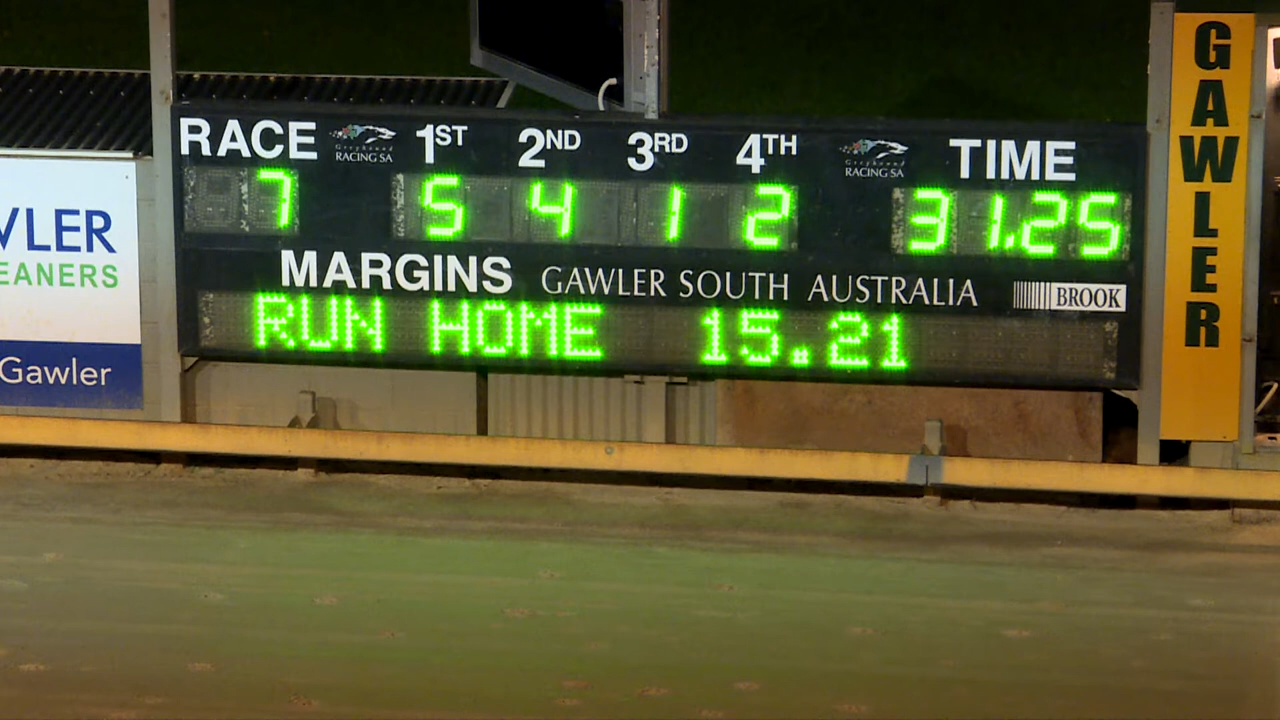 RACE 1ST 2ND 3RD 4TH TIME
Greyhound RACING SA Greyhound RACING SA
7 5 4 1 2 31.25
MARGINS GAWLER SOUTH AUSTRALIA BROOK
RUN HOME 15.21
GAWLER
WLER
EANERS
Gawler